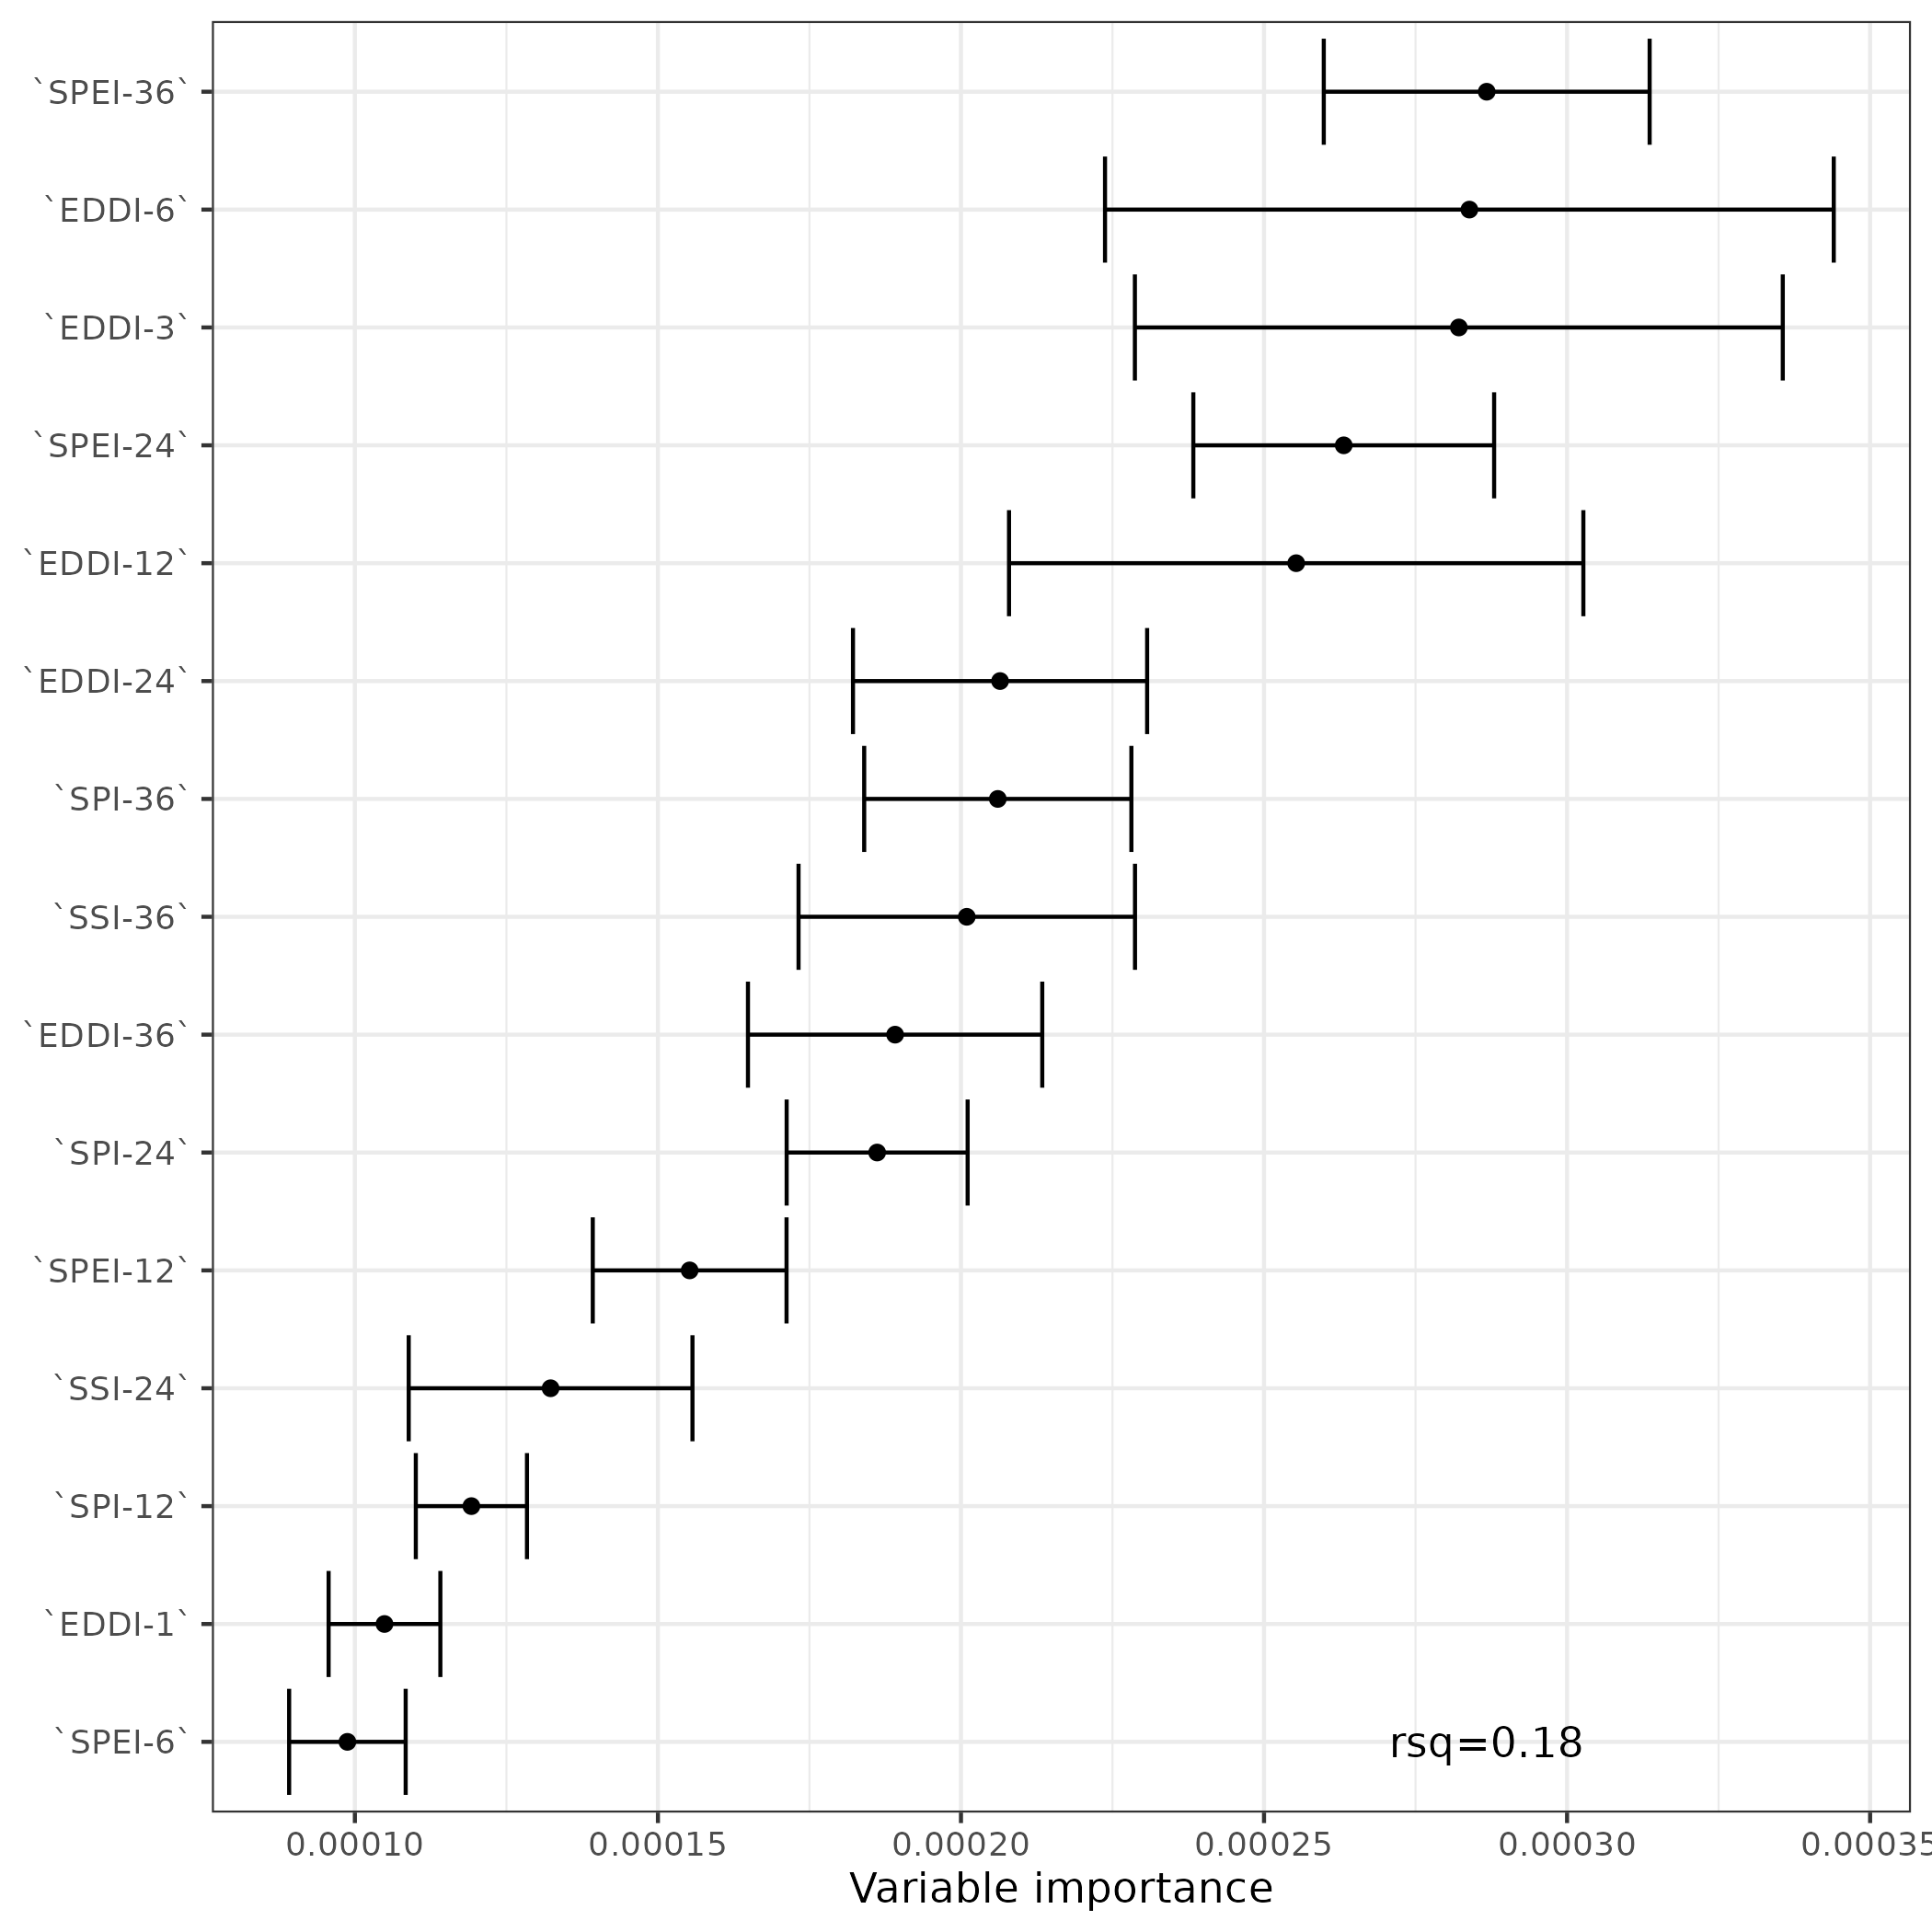 `SPEI-36`
`EDDI-6`
`EDDI-3`
`SPEI-24`
`EDDI-12`
`EDDI-24`
`SPI-36`
`SSI-36`
`EDDI-36`
`SPI-24`
`SPEI-12`
`SSI-24`
`SPI-12`
`EDDI-1`
`SPEI-6`
rsq=0.18
0.00010 0.00015 0.00020 0.00025 0.00030 0.00035
Variable importance